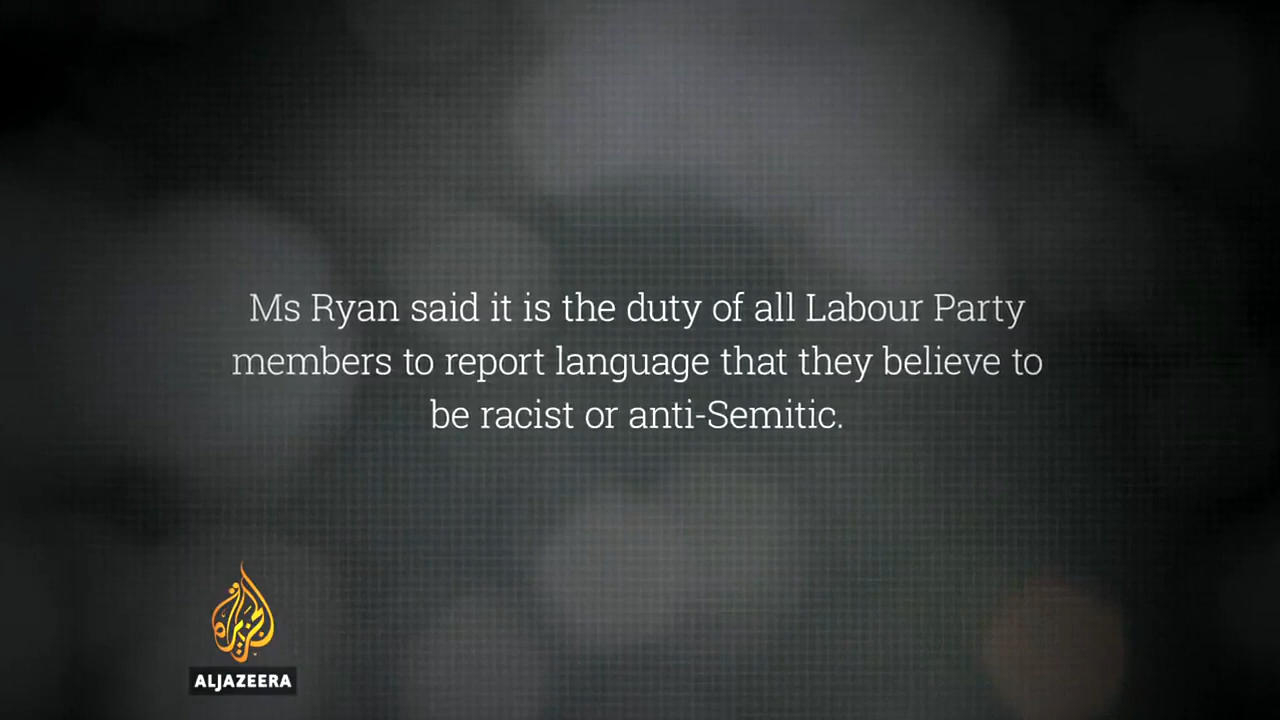 Ms Ryan said it is the duty of all Labour Party
members to report language that they believe to
be racist or anti-Semitic.
الجزيرة
ALJAZEERA